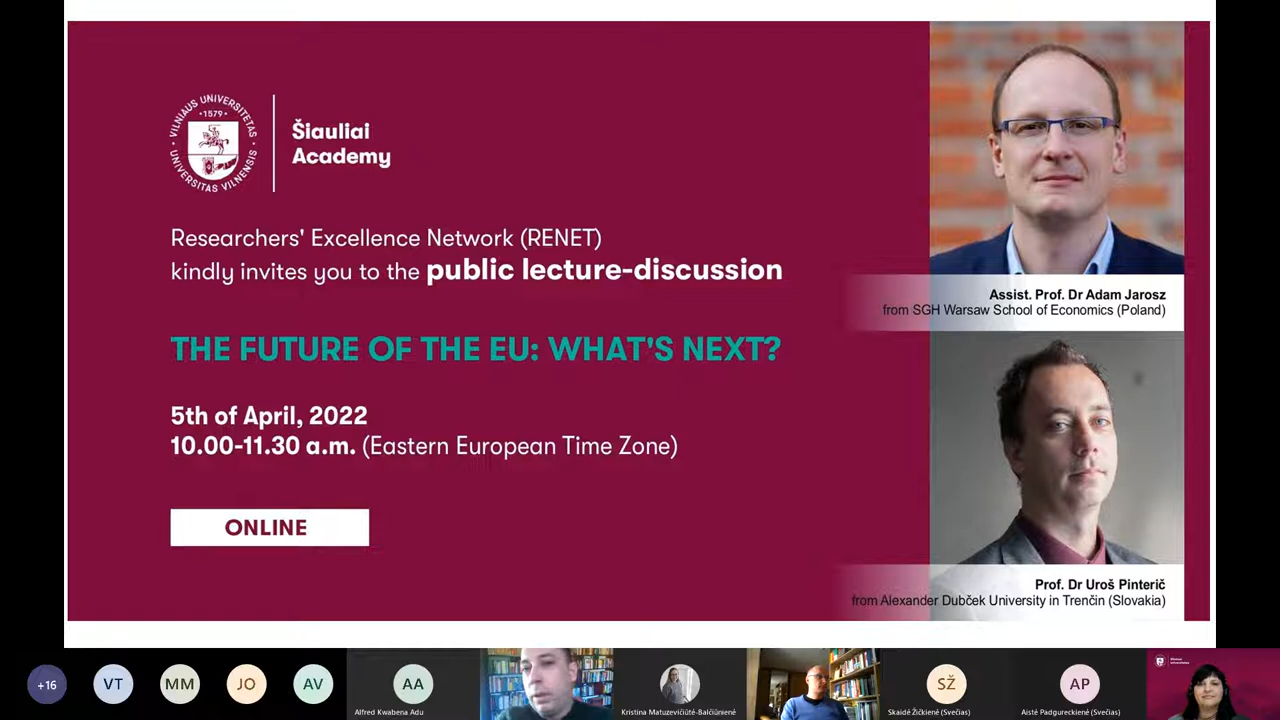 VILNIAUS UNIVERSITETAS
·1579·
UNIVERSITAS VILNENSIS
Šiauliai
Academy
Researchers' Excellence Network (RENET)
kindly invites you to the public lecture-discussion
THE FUTURE OF THE EU: WHAT'S NEXT?
5th of April, 2022
10.00-11.30 a.m. (Eastern European Time Zone)
ONLINE
Assist. Prof. Dr Adam Jarosz
from SGH Warsaw School of Economics (Poland)
Prof. Dr Uroš Pinterič
from Alexander Dubček University in Trenčin (Slovakia)
+16
VT
MM
JO
AV
AA
Alfred Kwabena Adu
Kristina Matuzevičiūtė-Balčiūnienė
SŽ
Skaidė Žičkienė (Svečias)
AP
Aistė Padgureckienė (Svečias)